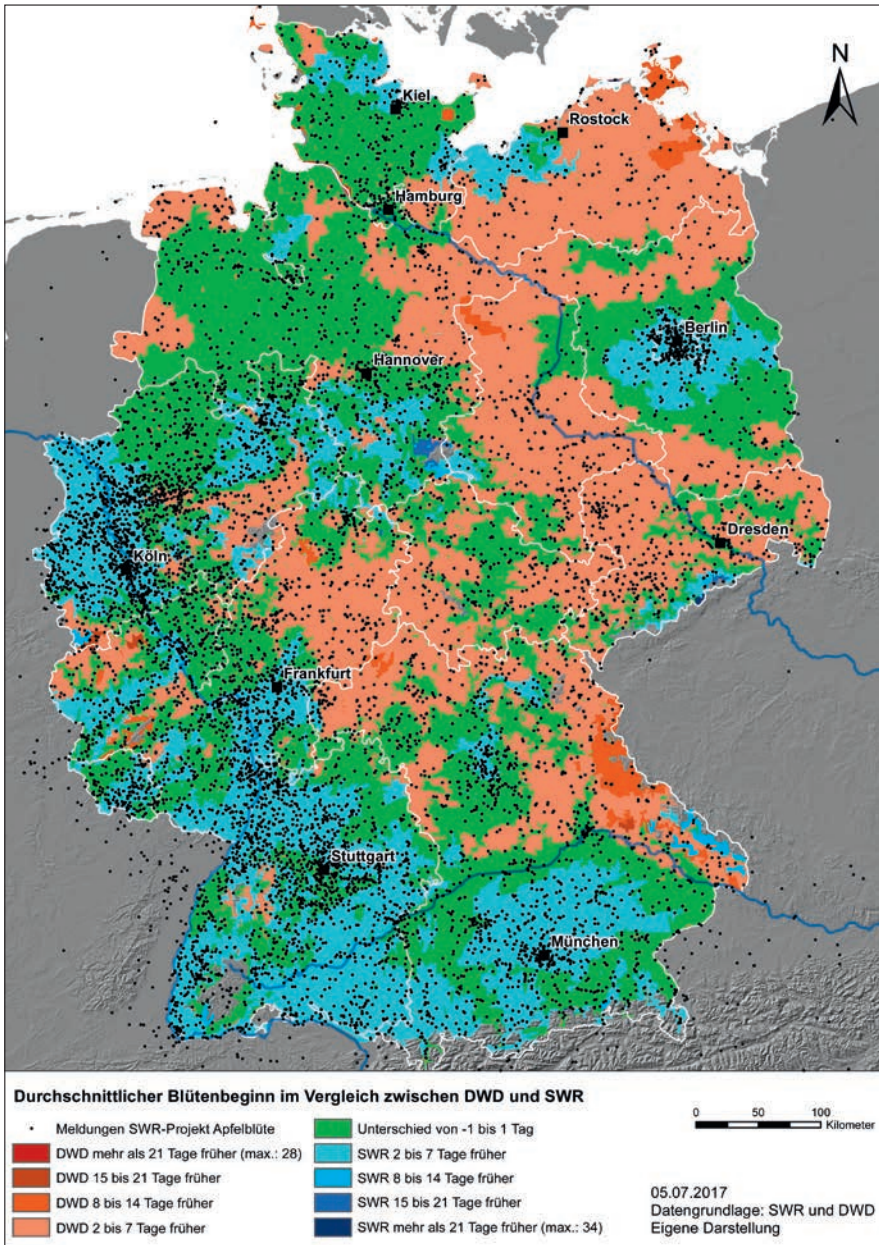 N
Kiel
Rostock
Hamburg
Berlin
Hannover
Dresden
Köln
Frankfurt
Stuttgart
München
Durchschnittlicher Blütenbeginn im Vergleich zwischen DWD und SWR
Meldungen SWR-Projekt Apfelblüte
DWD mehr als 21 Tage früher (max.: 28)
DWD 15 bis 21 Tage früher
DWD 8 bis 14 Tage früher
DWD 2 bis 7 Tage früher
Unterschied von -1 bis 1 Tag
SWR 2 bis 7 Tage früher
SWR 8 bis 14 Tage früher
SWR 15 bis 21 Tage früher
SWR mehr als 21 Tage früher (max.: 34)
0 25 50 100
Kilometer
05.07.2017
Datengrundlage: SWR und DWD
Eigene Darstellung